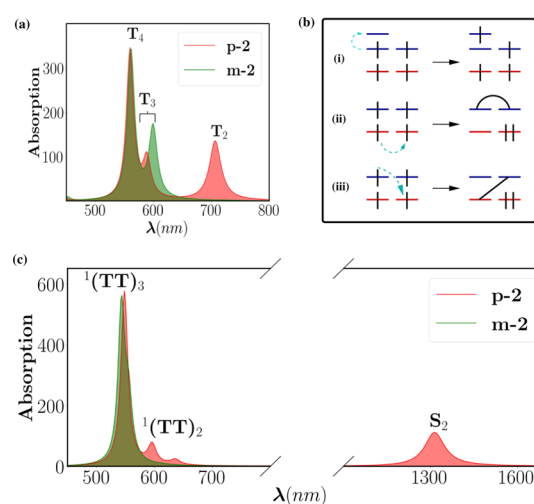 (a)
Absorption
300
200
100
T₄
T₃
T₂
p-2
m-2
500 600 700 800
λ(nm)
(b)
(i)
(ii)
(iii)
(c)
Absorption
600
400
200
0
¹(TT)₃
¹(TT)₂
S₂
p-2
m-2
500 600 700 1300 1600
λ(nm)